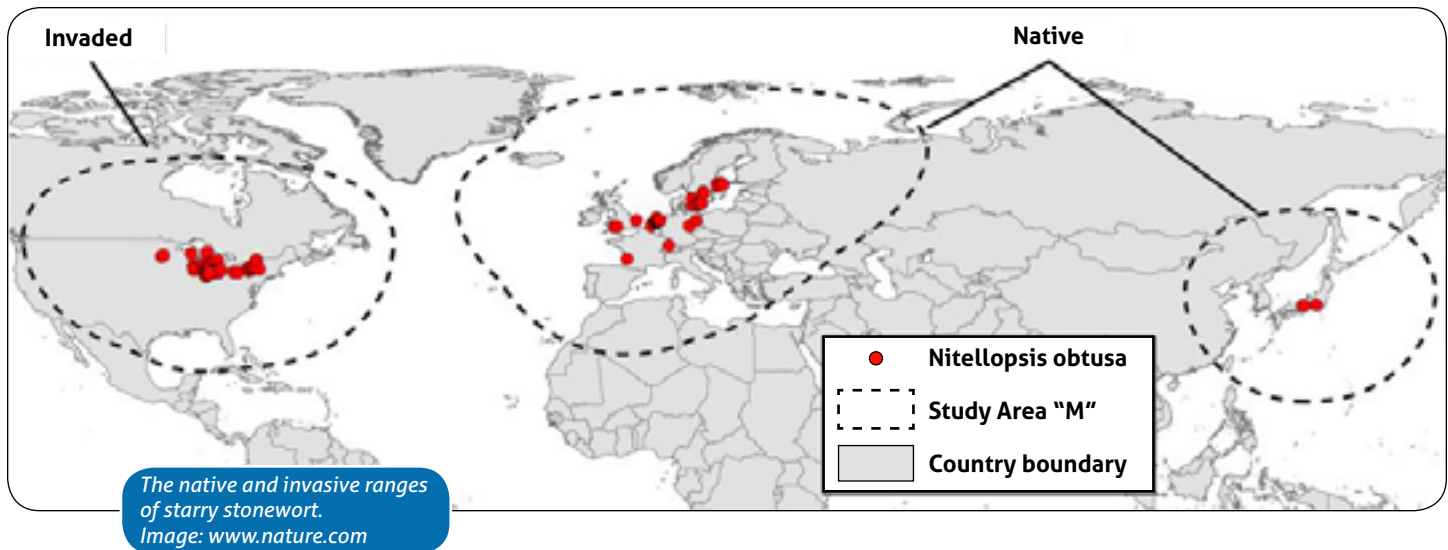 Invaded
Native
Nitellopsis obtusa
Study Area “M”
Country boundary
The native and invasive ranges
of starry stonewort.
Image: www.nature.com